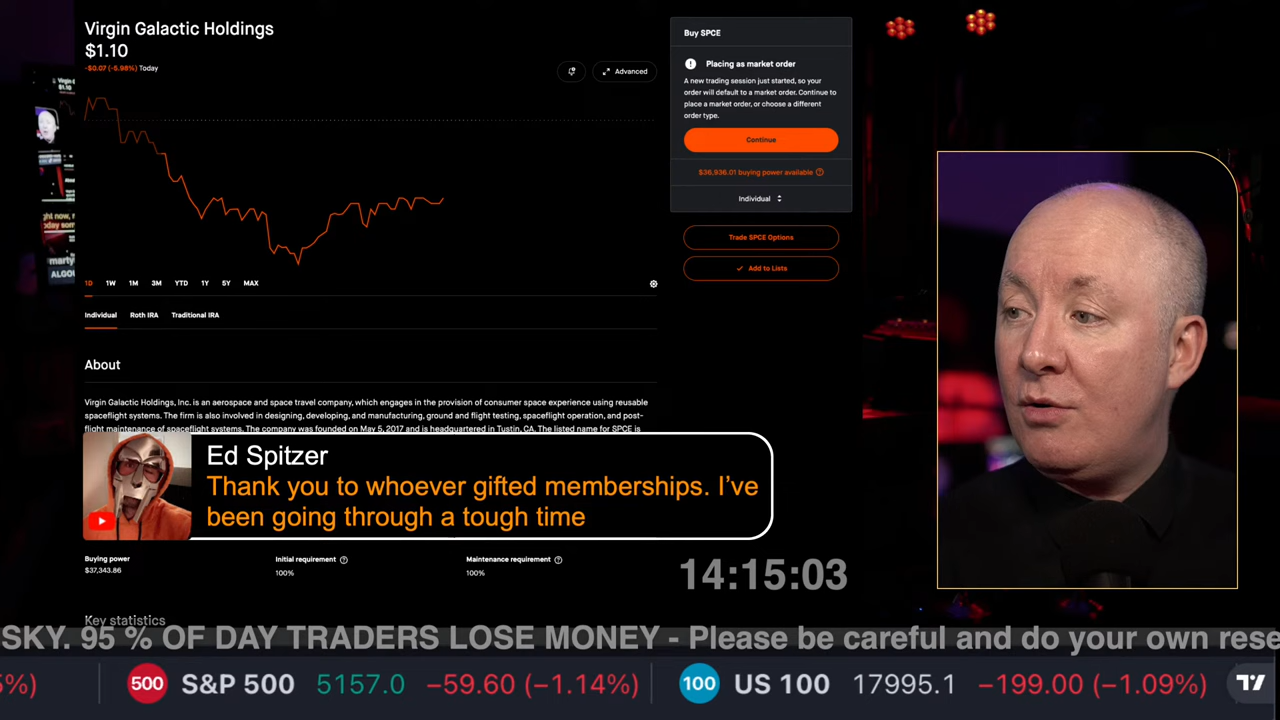 Virgin Galactic Holdings
$1.10
-$0.07 (-5.98%) Today
Advanced
1D 1W 1M 3M YTD 1Y 5Y MAX
Individual Roth IRA Traditional IRA
About
Virgin Galactic Holdings, Inc. is an aerospace and space travel company, which engages in the provision of consumer space experience using reusable
spaceflight systems. The firm is also involved in designing, developing, and manufacturing, ground and flight testing, spaceflight operation, and post-
flight maintenance of spaceflight systems. The company was founded on May 5, 2017 and is headquartered in Tustin, CA. The listed name for SPCE is
Buy SPCE
Placing as market order
A new trading session just started, so your
order will default to a market order. Continue to
place a market order, or choose a different
order type.
Continue
$36,936.01 buying power available
Individual
Trade SPCE Options
Add to Lists
Ed Spitzer
Thank you to whoever gifted memberships. I've
been going through a tough time
Buying power Initial requirement Maintenance requirement
$37,343.86 100% 100%
14:15:03
Key statistics
SKY. 95 % OF DAY TRADERS LOSE MONEY - Please be careful and do your own rese
%) 500 S&P 500 5157.0 −59.60 (−1.14%) 100 US 100 17995.1 −199.00 (−1.09%)